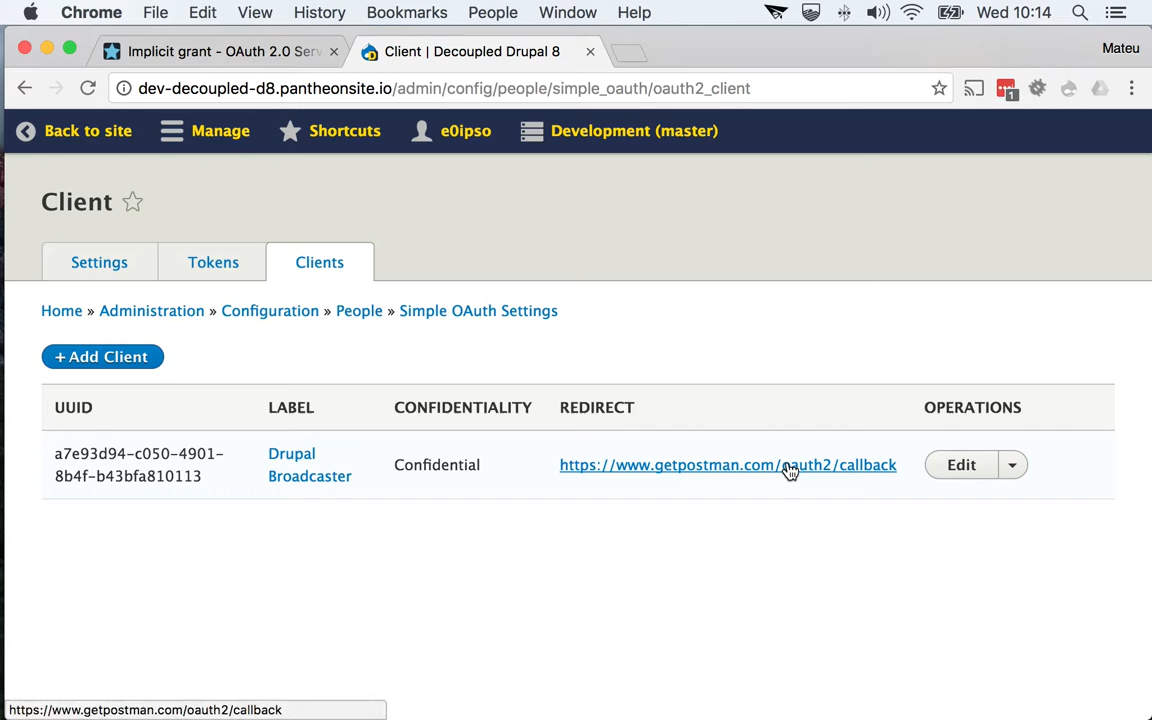 Chrome File Edit View History Bookmarks People Window Help Wed 10:14
Implicit grant - OAuth 2.0 Serv Client | Decoupled Drupal 8 Mateu
dev-decoupled-d8.pantheonsite.io/admin/config/people/simple_oauth/oauth2_client 1
Back to site Manage Shortcuts e0ipso Development (master)
Client
Settings Tokens Clients
Home » Administration » Configuration » People » Simple OAuth Settings
+ Add Client
UUID LABEL CONFIDENTIALITY REDIRECT OPERATIONS
a7e93d94-c050-4901-
8b4f-b43bfa810113
Drupal
Broadcaster
Confidential
https://www.getpostman.com/oauth2/callback
Edit
https://www.getpostman.com/oauth2/callback